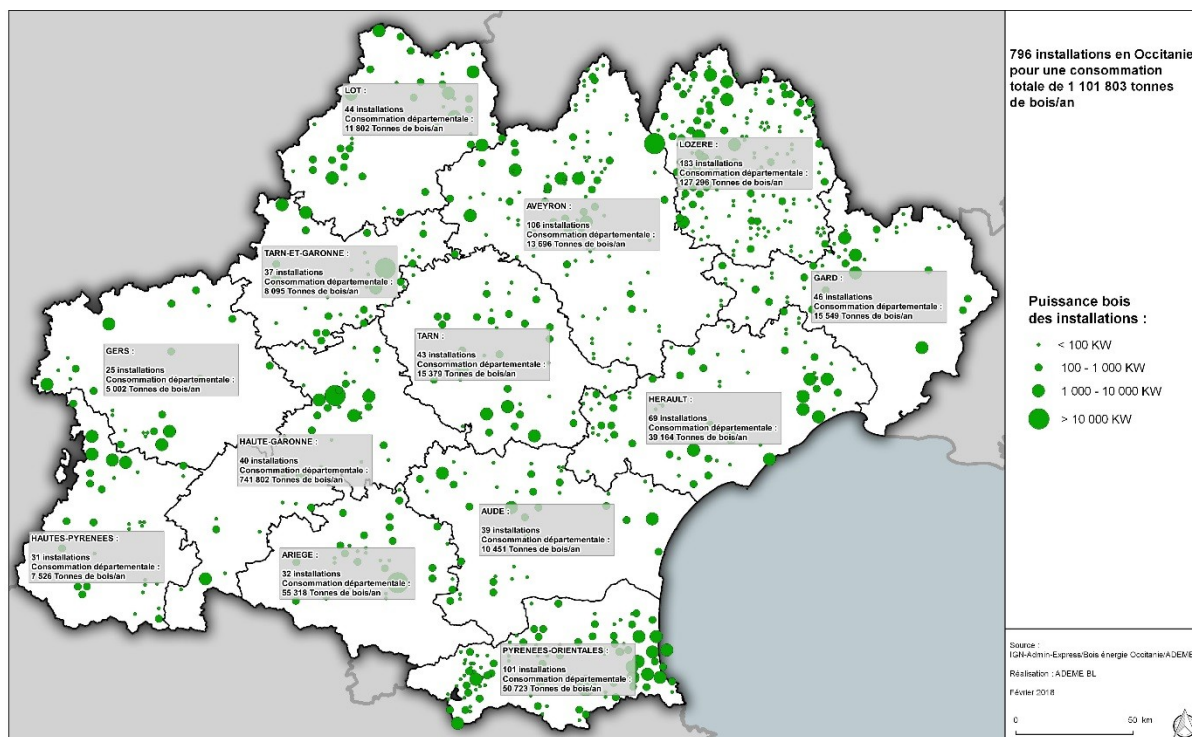 796 installations en Occitanie
pour une consommation
totale de 1 101 803 tonnes
de bois/an
LOT :
44 installations
Consommation départementale :
11 802 Tonnes de bois/an
LOZERE :
183 installations
Consommation départementale :
127 296 Tonnes de bois/an
AVEYRON :
106 installations
Consommation départementale :
13 696 Tonnes de bois/an
TARN-ET-GARONNE :
37 installations
Consommation départementale :
8 095 Tonnes de bois/an
GARD :
46 installations
Consommation départementale :
15 549 Tonnes de bois/an
TARN :
43 installations
Consommation départementale :
15 379 Tonnes de bois/an
GERS :
25 installations
Consommation départementale :
5 002 Tonnes de bois/an
HERAULT :
69 installations
Consommation départementale :
39 164 Tonnes de bois/an
HAUTE-GARONNE :
40 installations
Consommation départementale :
741 802 Tonnes de bois/an
AUDE :
39 installations
Consommation départementale :
10 451 Tonnes de bois/an
HAUTES-PYRENEES :
31 installations
Consommation départementale :
7 526 Tonnes de bois/an
ARIEGE :
32 installations
Consommation départementale :
55 318 Tonnes de bois/an
PYRENEES-ORIENTALES :
101 installations
Consommation départementale :
50 723 Tonnes de bois/an
Puissance bois
des installations :
< 100 KW
100 - 1 000 KW
1 000 - 10 000 KW
> 10 000 KW
Source :
IGN-Admin-Express/Bois énergie Occitanie/ADEME
Réalisation : ADEME BL
Février 2018
0 50 km